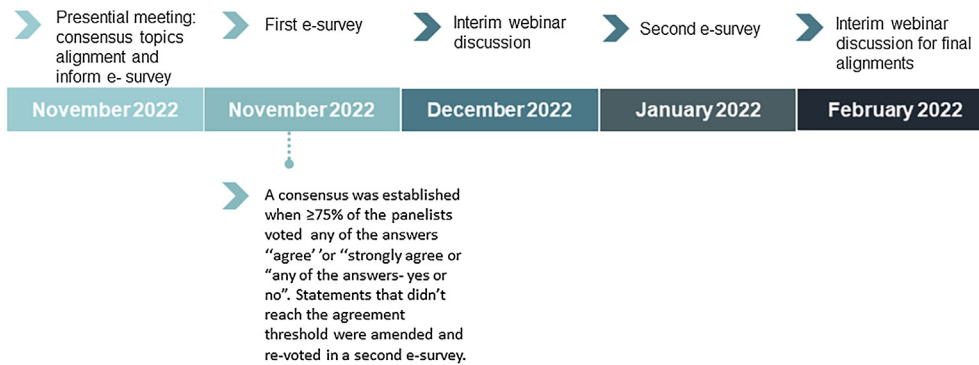 Presential meeting:
consensus topics
alignment and
inform e- survey
First e-survey
Interim webinar
discussion
Second e-survey
Interim webinar
discussion for final
alignments
November 2022
November 2022
December 2022
January 2022
February 2022
A consensus was established
when ≥75% of the panelists
voted any of the answers
‘‘agree’ ’or ‘‘strongly agree or
“any of the answers- yes or
no”. Statements that didn’t
reach the agreement
threshold were amended and
re-voted in a second e-survey.